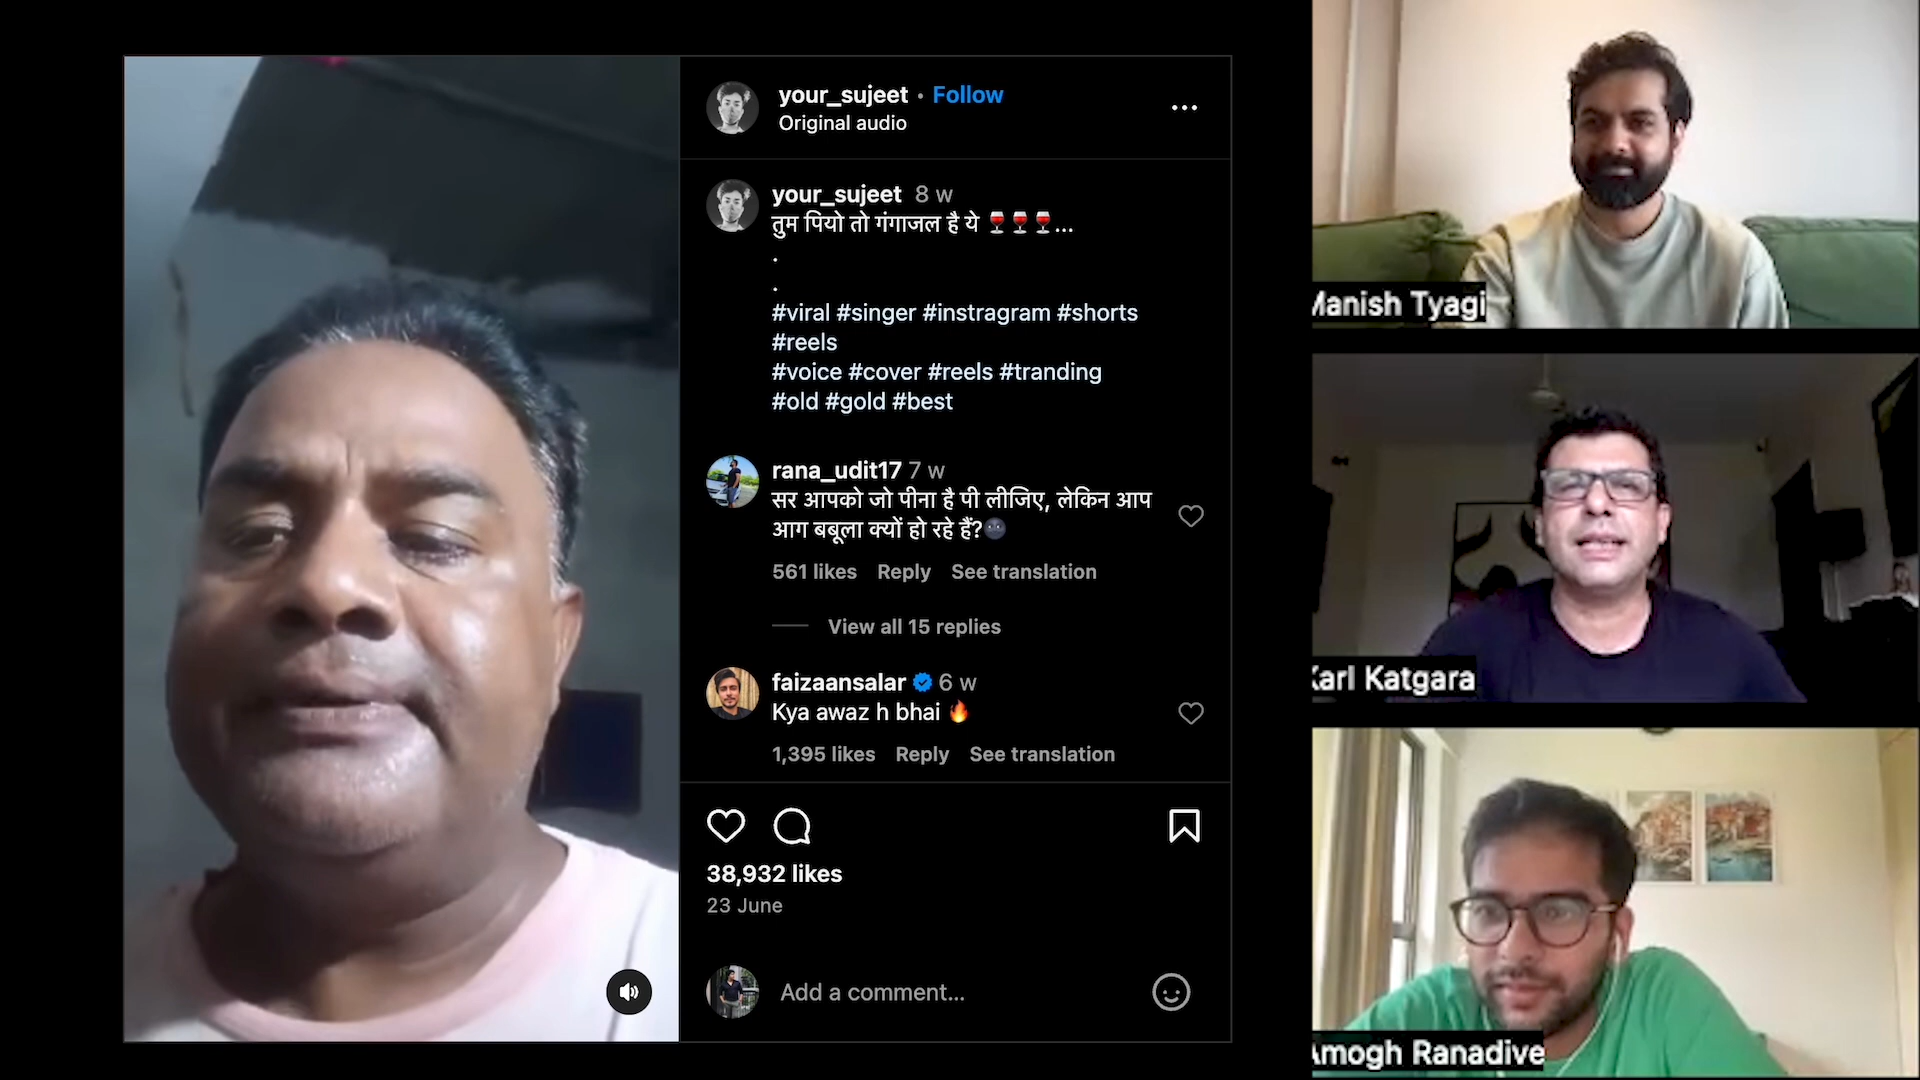 your_sujeet • Follow
Original audio
your_sujeet 8 w
तुम पियो तो गंगाजल है ये 🍷🍷🍷...
.
.
#viral #singer #instragram #shorts
#reels
#voice #cover #reels #tranding
#old #gold #best
rana_udit17 7 w
सर आपको जो पीना है पी लीजिए, लेकिन आप
आग बबूला क्यों हो रहे हैं?🌚
561 likes Reply See translation
View all 15 replies
faizaansalar 6 w
Kya awaz h bhai 🔥
1,395 likes Reply See translation
38,932 likes
23 June
Add a comment...
Manish Tyagi
Karl Katgara
Amogh Ranadive